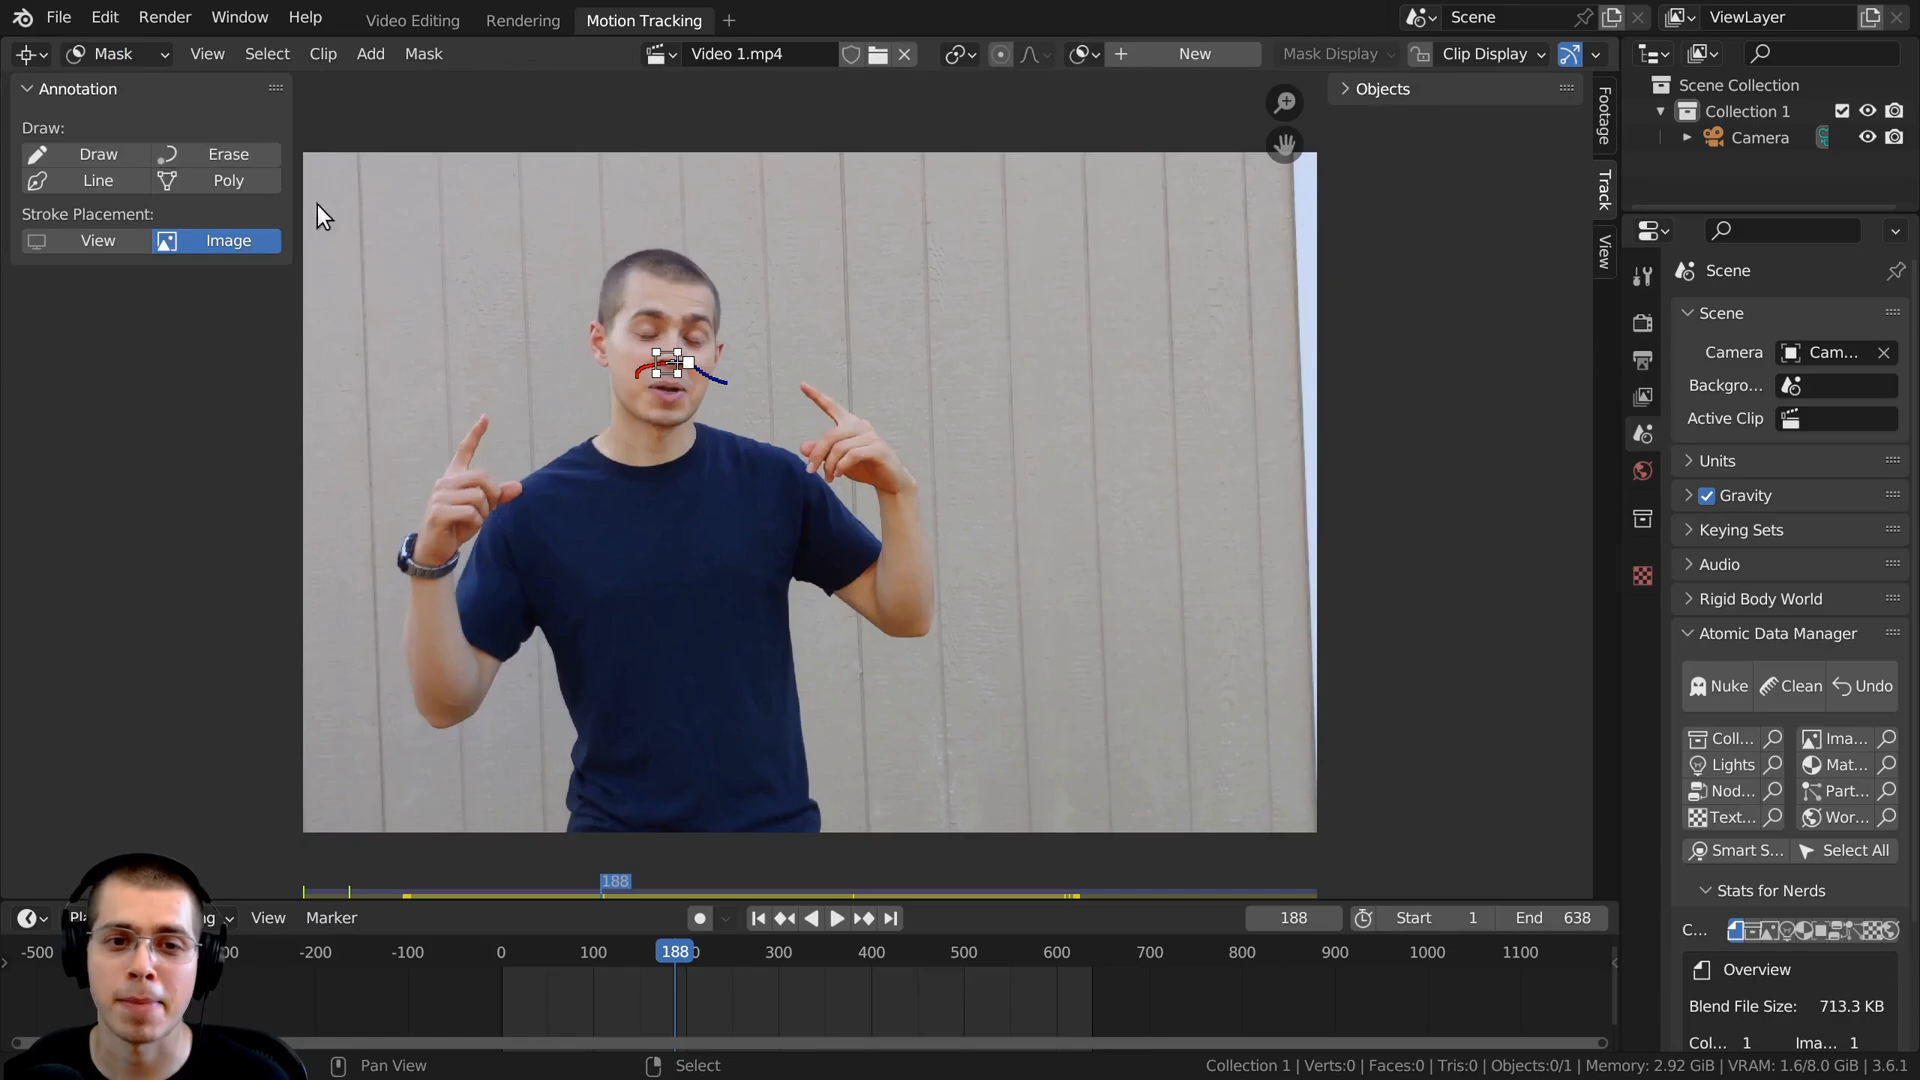 File Edit Render Window Help Video Editing Rendering Motion Tracking Scene ViewLayer
Mask View Select Clip Add Mask Video 1.mp4 New Mask Display Clip Display
Annotation
Draw:
Draw Erase
Line Poly
Stroke Placement:
View Image
Objects
Footage
Track
View
Scene Collection
Collection 1
Camera
Scene
Scene
Camera Cam...
Backgro...
Active Clip
Units
Gravity
Keying Sets
Audio
Rigid Body World
Atomic Data Manager
Nuke Clean Undo
Coll... Ima...
Lights Mat...
Nod... Part...
Text... Wor...
Smart S... Select All
Stats for Nerds
C...
Overview
Blend File Size: 713.3 KB
Col... 1 Ima... 1
188
View Marker 188 Start 1 End 638
-500 -200 -100 0 100 188 300 400 500 600 700 800 900 1000 1100
Pan View Select Collection 1 | Verts:0 | Faces:0 | Tris:0 | Objects:0/1 | Memory: 2.92 GiB | VRAM: 1.6/8.0 GiB | 3.6.1